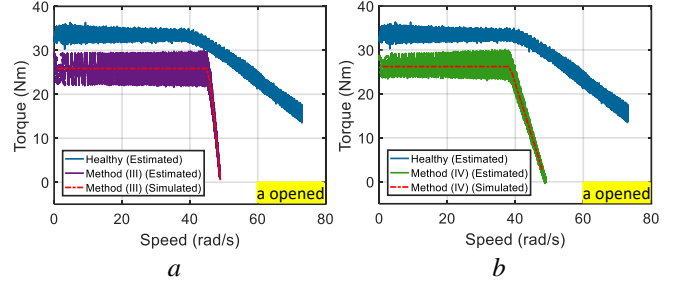 40
30
20
10
0
Torque (Nm)
Healthy (Estimated)
Method (III) (Estimated)
Method (III) (Simulated)
a opened
0 20 40 60 80
Speed (rad/s)
a
40
30
20
10
0
Torque (Nm)
Healthy (Estimated)
Method (IV) (Estimated)
Method (IV) (Simulated)
a opened
0 20 40 60 80
Speed (rad/s)
b